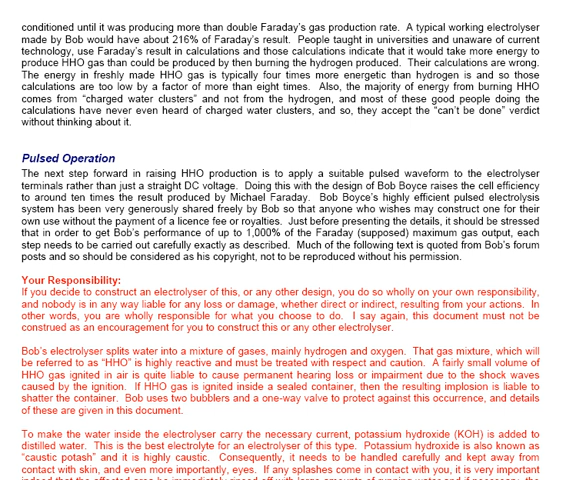 conditioned until it was producing more than double Faraday's gas production rate.  A typical working electrolyser
made by Bob would have about 216% of Faraday's result.  People taught in universities and unaware of current
technology, use Faraday's result in calculations and those calculations indicate that it would take more energy to
produce HHO gas than could be produced by then burning the hydrogen produced.  Their calculations are wrong.
The energy in freshly made HHO gas is typically four times more energetic than hydrogen is and so those
calculations are too low by a factor of more than eight times.  Also, the majority of energy from burning HHO
comes from "charged water clusters" and not from the hydrogen, and most of these good people doing the
calculations have never even heard of charged water clusters, and so, they accept the "can't be done" verdict
without thinking about it.
Pulsed Operation
The next step forward in raising HHO production is to apply a suitable pulsed waveform to the electrolyser
terminals rather than just a straight DC voltage.  Doing this with the design of Bob Boyce raises the cell efficiency
to around ten times the result produced by Michael Faraday.  Bob Boyce's highly efficient pulsed electrolysis
system has been very generously shared freely by Bob so that anyone who wishes may construct one for their
own use without the payment of a licence fee or royalties.  Just before presenting the details, it should be stressed
that in order to get Bob's performance of up to 1,000% of the Faraday (supposed) maximum gas output, each
step needs to be carried out carefully exactly as described.  Much of the following text is quoted from Bob's forum
posts and so should be considered as his copyright, not to be reproduced without his permission.
Your Responsibility:
If you decide to construct an electrolyser of this, or any other design, you do so wholly on your own responsibility,
and nobody is in any way liable for any loss or damage, whether direct or indirect, resulting from your actions.  In
other words, you are wholly responsible for what you choose to do.  I say again, this document must not be
construed as an encouragement for you to construct this or any other electrolyser.
Bob's electrolyser splits water into a mixture of gases, mainly hydrogen and oxygen.  That gas mixture, which will
be referred to as "HHO" is highly reactive and must be treated with respect and caution.  A fairly small volume of
HHO gas ignited in air is quite liable to cause permanent hearing loss or impairment due to the shock waves
caused by the ignition.  If HHO gas is ignited inside a sealed container, then the resulting implosion is liable to
shatter the container.  Bob uses two bubblers and a one-way valve to protect against this occurrence, and details
of these are given in this document.
To make the water inside the electrolyser carry the necessary current, potassium hydroxide (KOH) is added to
distilled water.  This is the best electrolyte for an electrolyser of this type.  Potassium hydroxide is also known as
"caustic potash" and it is highly caustic.  Consequently, it needs to be handled carefully and kept away from
contact with skin, and even more importantly, eyes.  If any splashes come in contact with you, it is very important